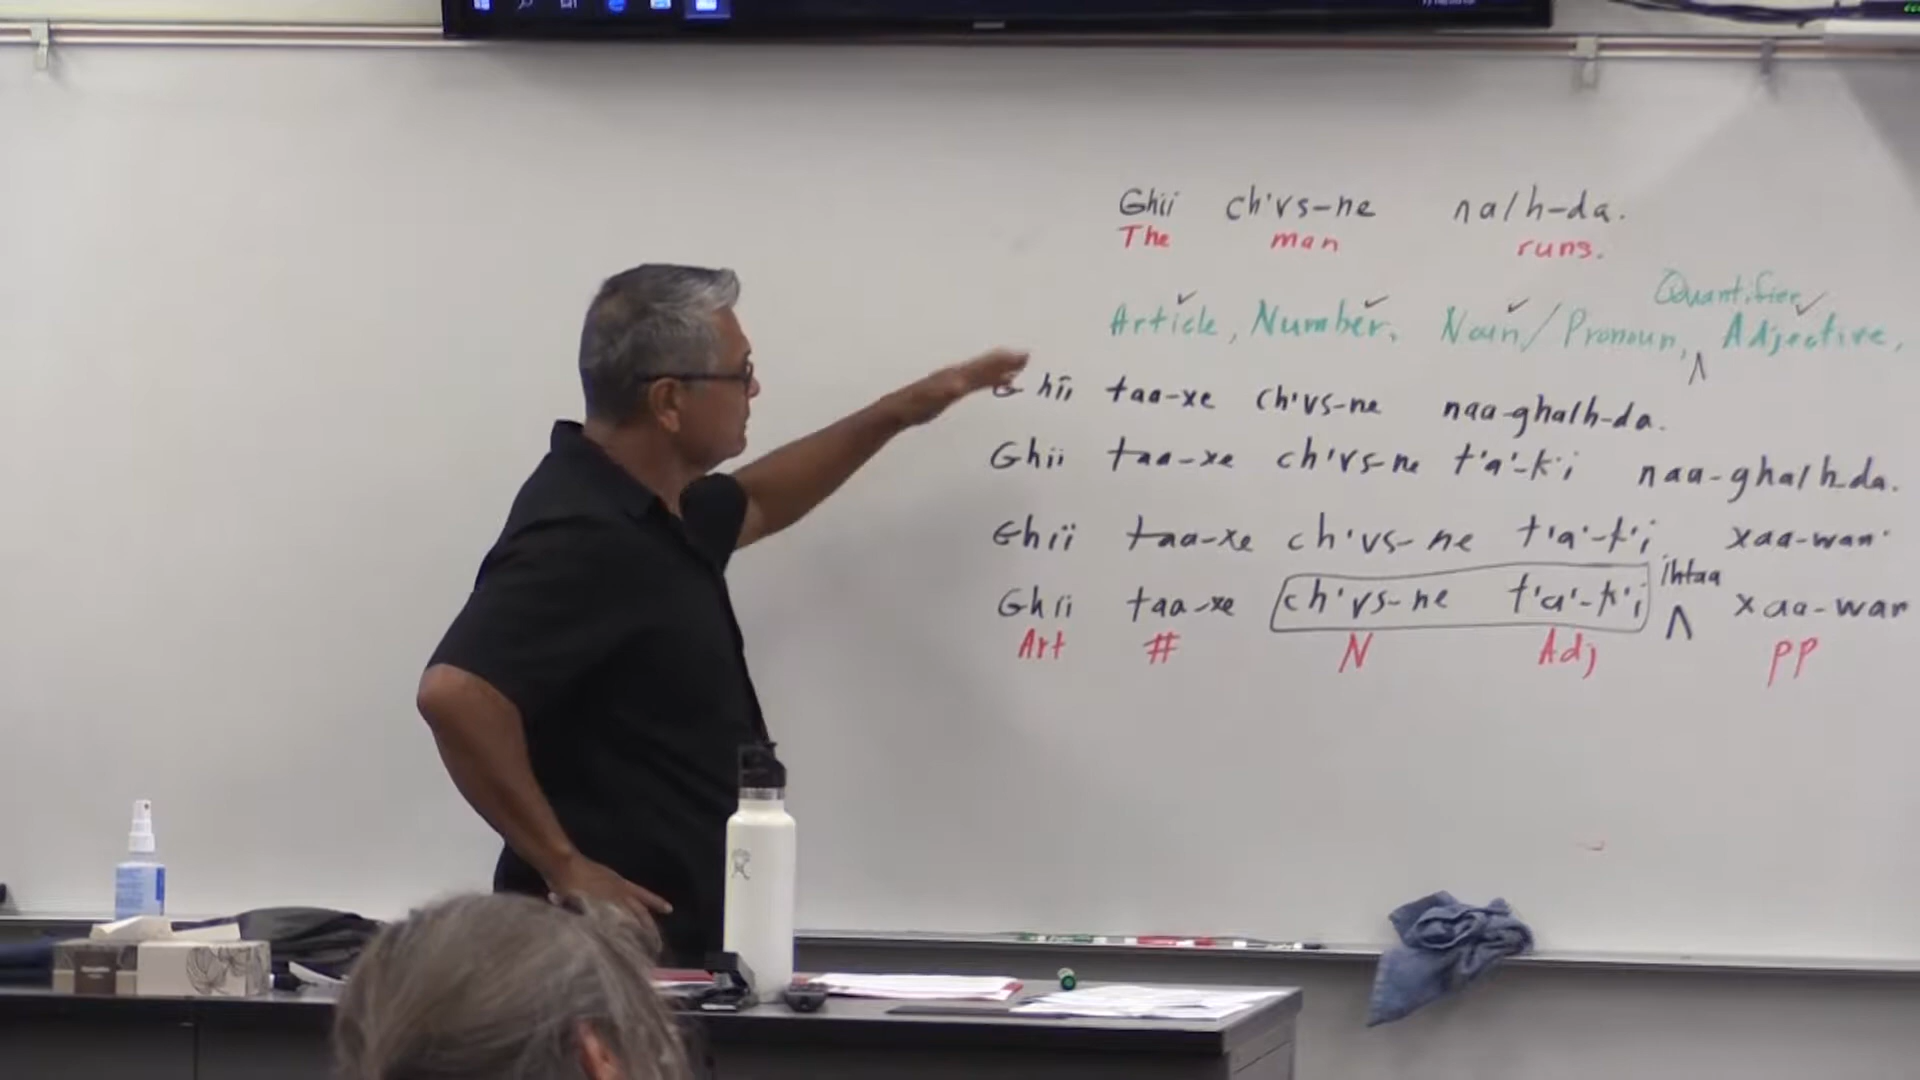 Ghii ch'vs-ne nalh-da.
The man runs.
Quantifier
Article, Number, Noun/Pronoun, Adjective,
Ghii taa-xe ch'vs-ne naa-ghalh-da.
Ghii taa-xe ch'vs-ne t'a'-k'i naa-ghalh-da.
Ghii taa-xe ch'vs-ne t'a'-k'i xaa-wan'
lhtaa
Ghii taa-xe ch'vs-ne t'a'-k'i xaa-wan
Art # N Adj PP